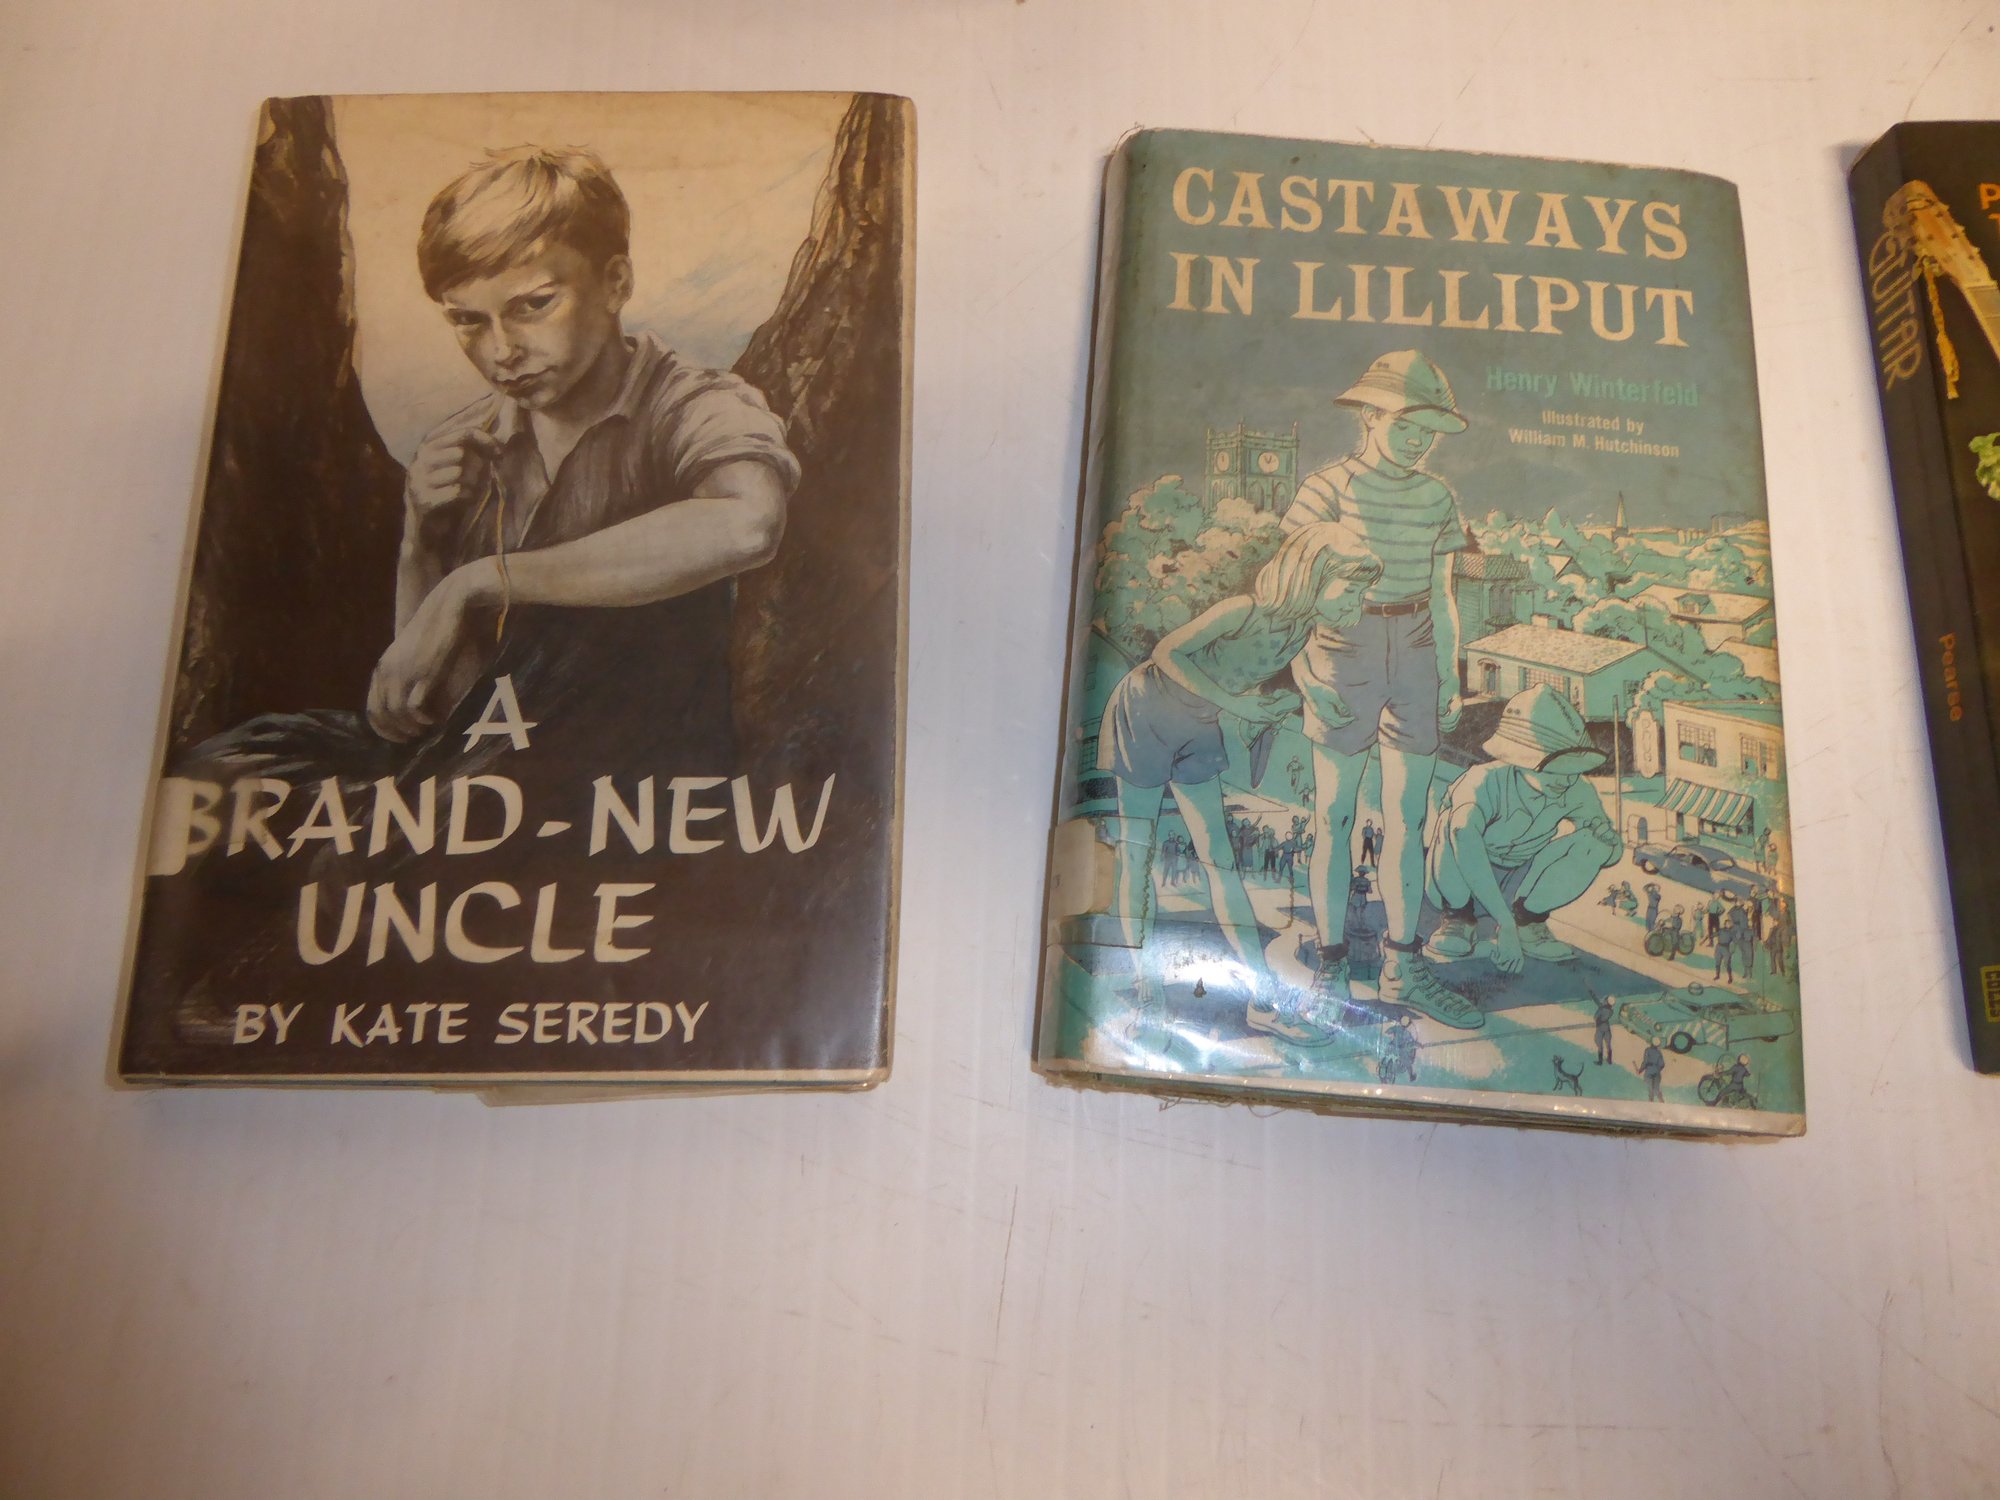 A
BRAND-NEW
UNCLE
BY KATE SEREDY
CASTAWAYS
IN LILLIPUT
Henry Winterfeld
Illustrated by
William M. Hutchinson
GUITAR
Pearse
P